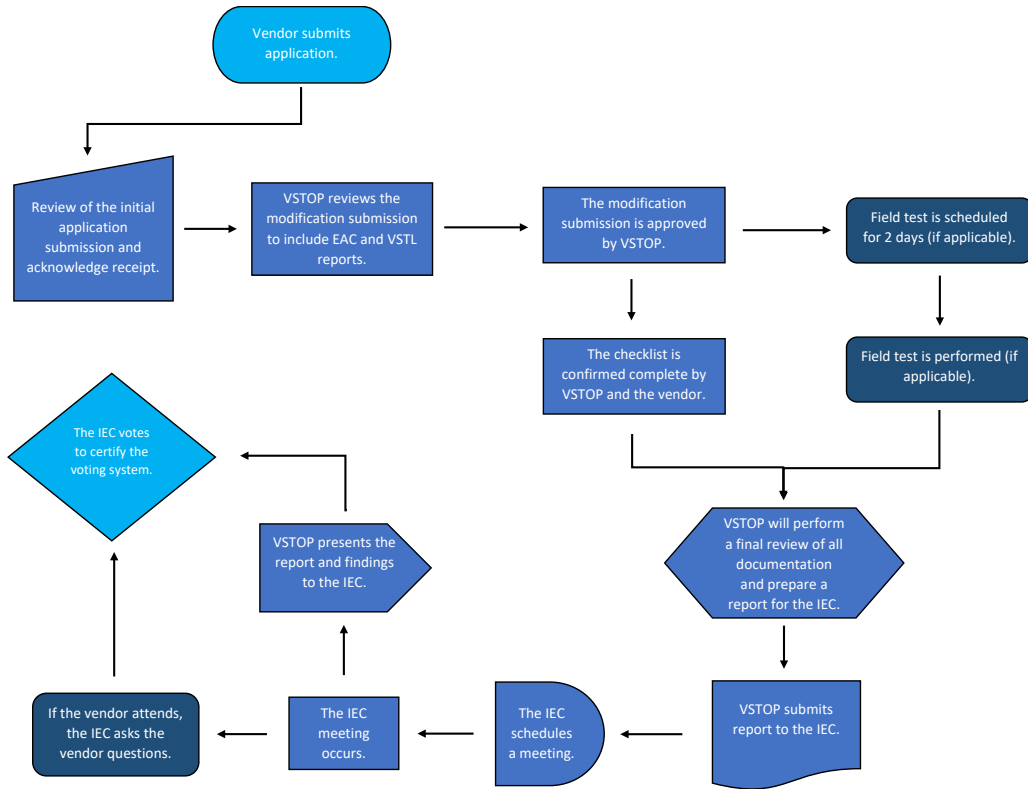 Vendor submits
application.
Review of the initial
application
submission and
acknowledge receipt.
VSTOP reviews the
modification submission
to include EAC and VSTL
reports.
The modification
submission is approved
by VSTOP.
Field test is scheduled
for 2 days (if applicable).
The checklist is
confirmed complete by
VSTOP and the vendor.
Field test is performed (if
applicable).
VSTOP will perform
a final review of all
documentation
and prepare a
report for the IEC.
VSTOP submits
report to the IEC.
The IEC
schedules
a meeting.
The IEC
meeting
occurs.
VSTOP presents the
report and findings
to the IEC.
If the vendor attends,
the IEC asks the
vendor questions.
The IEC votes
to certify the
voting system.